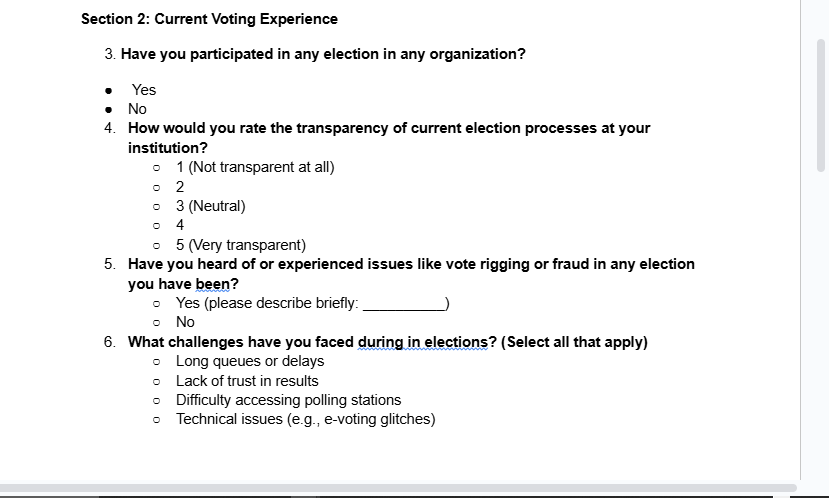 Section 2: Current Voting Experience
3. Have you participated in any election in any organization?
● Yes
● No
4. How would you rate the transparency of current election processes at your
institution?
○ 1 (Not transparent at all)
○ 2
○ 3 (Neutral)
○ 4
○ 5 (Very transparent)
5. Have you heard of or experienced issues like vote rigging or fraud in any election
you have been?
○ Yes (please describe briefly: __________)
○ No
6. What challenges have you faced during in elections? (Select all that apply)
○ Long queues or delays
○ Lack of trust in results
○ Difficulty accessing polling stations
○ Technical issues (e.g., e-voting glitches)